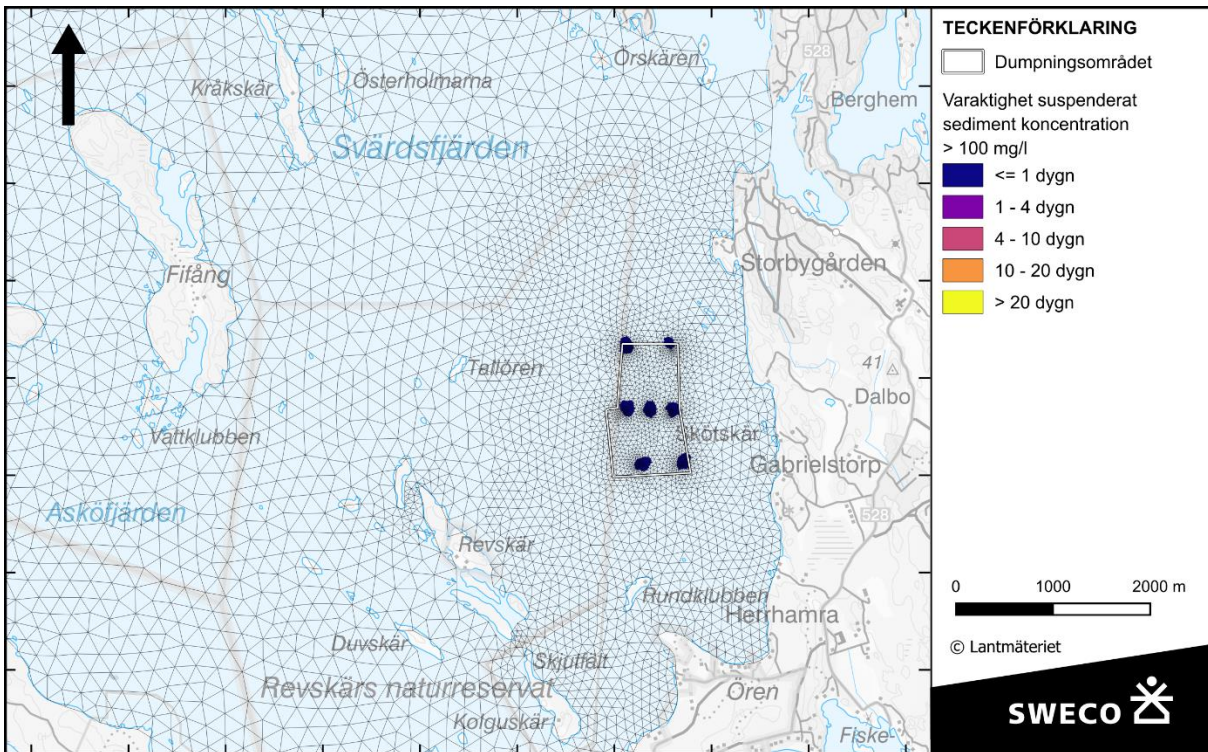 528
Örskären
Österholmarna
Kråkskär
Berghem
Svärdsfjärden
Storbygården
Fifång
41
Tallören
Dalbo
Skötskär
Vattklubben
Gabrielstorp
Asköfjärden
528
Revskär
Rundklubben
Herrhamra
Duvskär
Skjutfält
Revskärs naturreservat
Ören
Kolguskär
Fiske
TECKENFÖRKLARING
Dumpningsområdet
Varaktighet suspenderat
sediment koncentration
> 100 mg/l
<= 1 dygn
1 - 4 dygn
4 - 10 dygn
10 - 20 dygn
> 20 dygn
0 1000 2000 m
© Lantmäteriet
SWECO